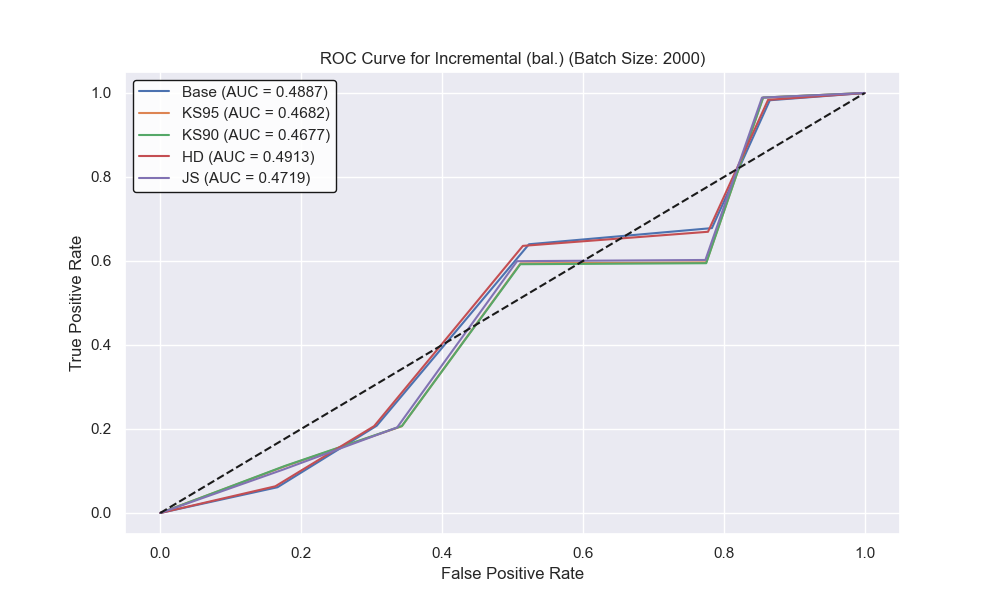 ROC Curve for Incremental (bal.) (Batch Size: 2000)
Base (AUC = 0.4887)
KS95 (AUC = 0.4682)
KS90 (AUC = 0.4677)
HD (AUC = 0.4913)
JS (AUC = 0.4719)
True Positive Rate
1.0
0.8
0.6
0.4
0.2
0.0
0.0 0.2 0.4 0.6 0.8 1.0
False Positive Rate